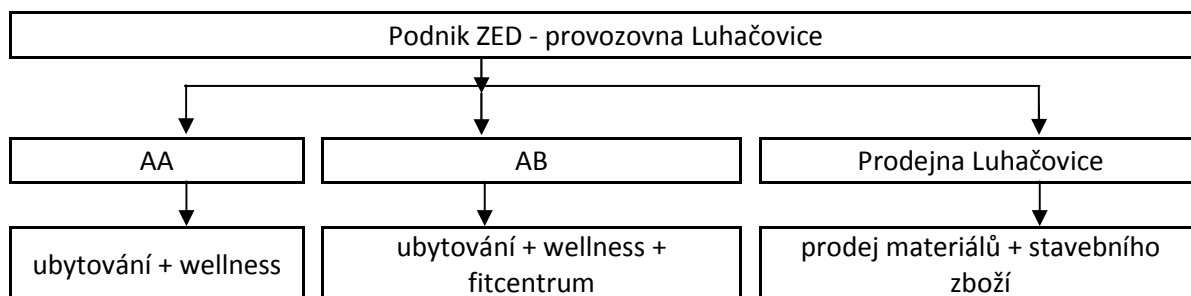 Podnik ZED - provozovna Luhačovice
AA
AB
Prodejna Luhačovice
ubytování + wellness
ubytování + wellness +
fitcentrum
prodej materiálů + stavebního
zboží